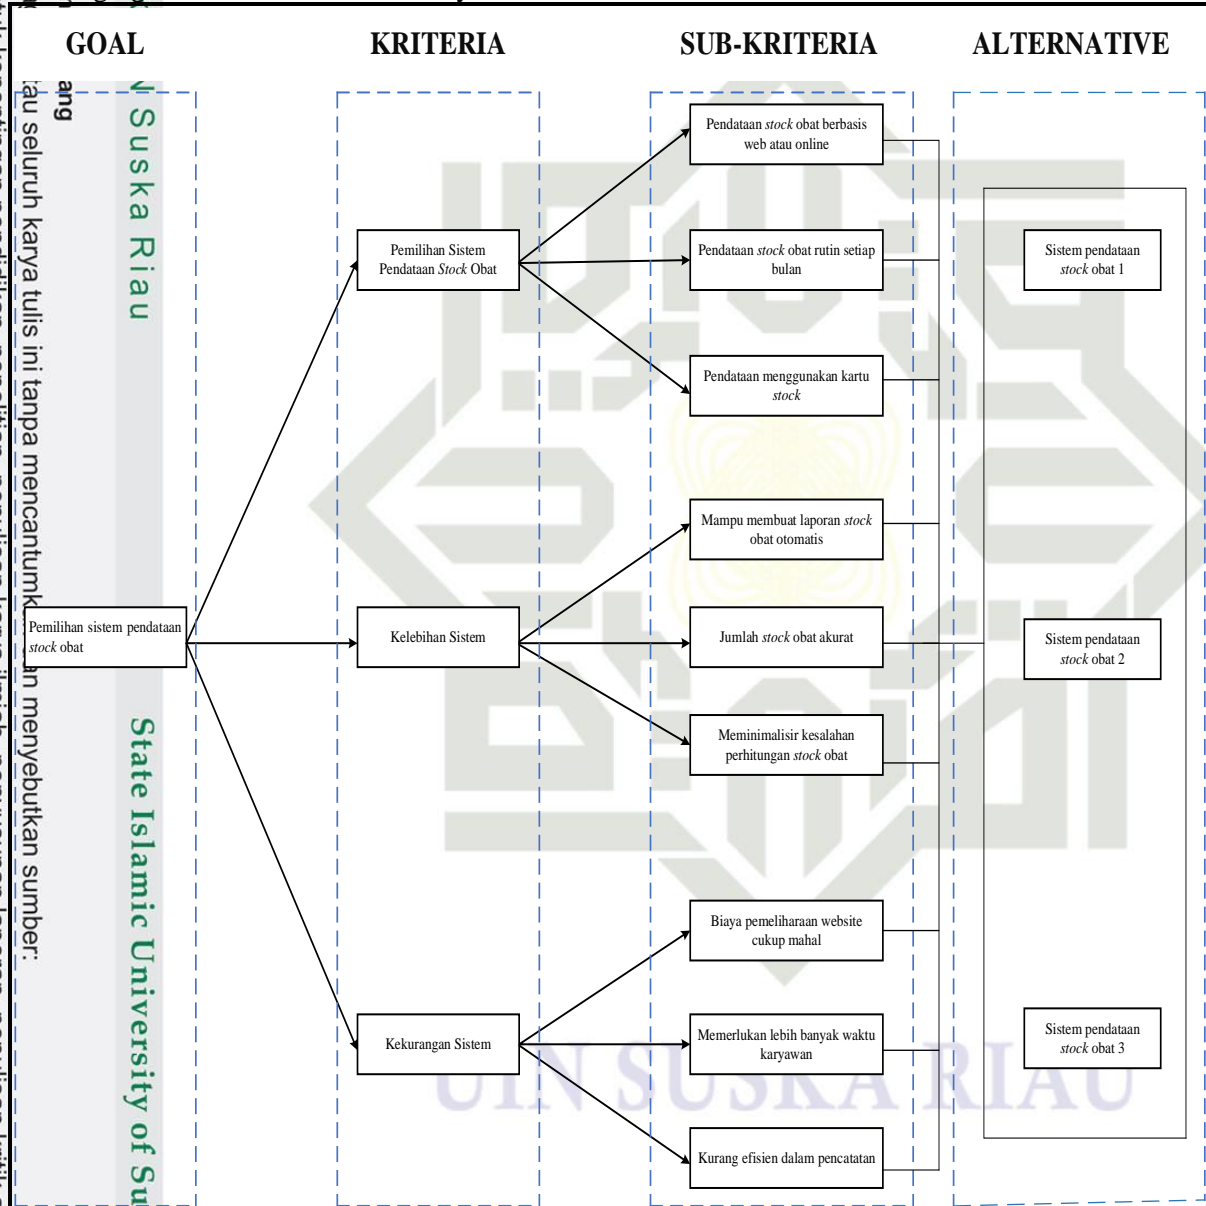 GOAL
KRITERIA
SUB-KRITERIA
ALTERNATIVE
Pemilihan sistem pendataan
stock obat
Pemilihan Sistem
Pendataan Stock Obat
Kelebihan Sistem
Kekurangan Sistem
Pendataan stock obat berbasis
web atau online
Pendataan stock obat rutin setiap
bulan
Pendataan menggunakan kartu
stock
Mampu membuat laporan stock
obat otomatis
Jumlah stock obat akurat
Meminimalisir kesalahan
perhitungan stock obat
Biaya pemeliharaan website
cukup mahal
Memerlukan lebih banyak waktu
karyawan
Kurang efisien dalam pencatatan
Sistem pendataan
stock obat 1
Sistem pendataan
stock obat 2
Sistem pendataan
stock obat 3
Suska Riau
State Islamic University of
ang
seluruh karya tulis ini tanpa menyebutkan sumber:
UIN SUSKA RIAU